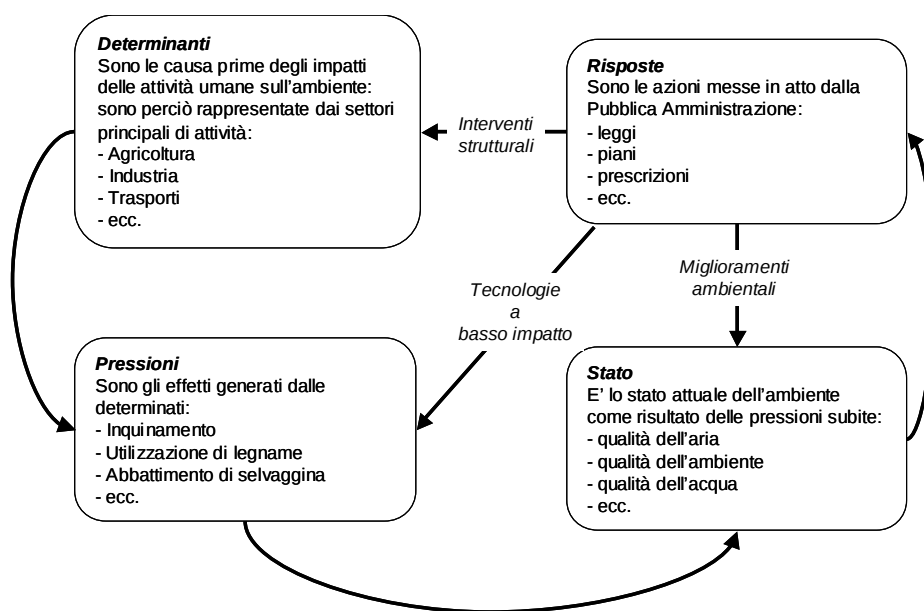 Determinanti
Sono le causa prime degli impatti
delle attività umane sull'ambiente:
sono perciò rappresentate dai settori
principali di attività:
- Agricoltura
- Industria
- Trasporti
- ecc.
Interventi
strutturali
Risposte
Sono le azioni messe in atto dalla
Pubblica Amministrazione:
- leggi
- piani
- prescrizioni
- ecc.
Tecnologie
a
basso impatto
Miglioramenti
ambientali
Pressioni
Sono gli effetti generati dalle
determinati:
- Inquinamento
- Utilizzazione di legname
- Abbattimento di selvaggina
- ecc.
Stato
E' lo stato attuale dell'ambiente
come risultato delle pressioni subite:
- qualità dell'aria
- qualità dell'ambiente
- qualità dell'acqua
- ecc.